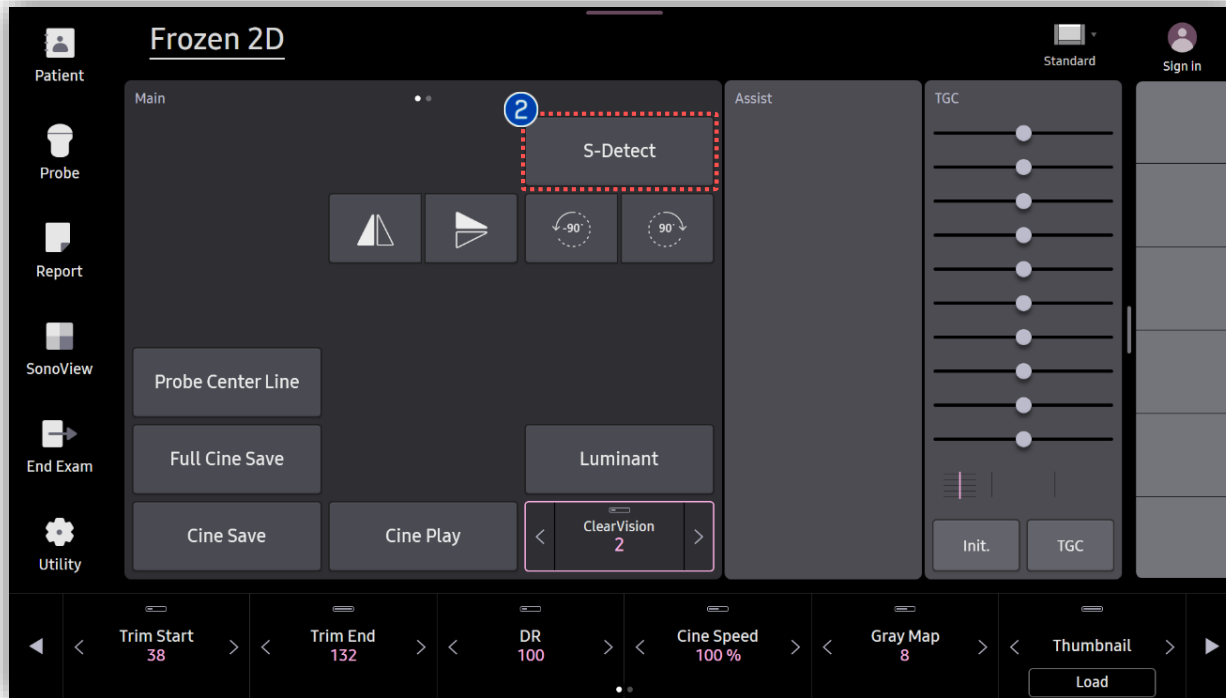 Patient
Frozen 2D
Standard
Sign in
Main
Assist
TGC
2
S-Detect
Probe
-90°
90°
Report
SonoView
Probe Center Line
End Exam
Full Cine Save
Luminant
Utility
Cine Save
Cine Play
ClearVision
2
Init.
TGC
Trim Start
38
Trim End
132
DR
100
Cine Speed
100 %
Gray Map
8
Thumbnail
Load